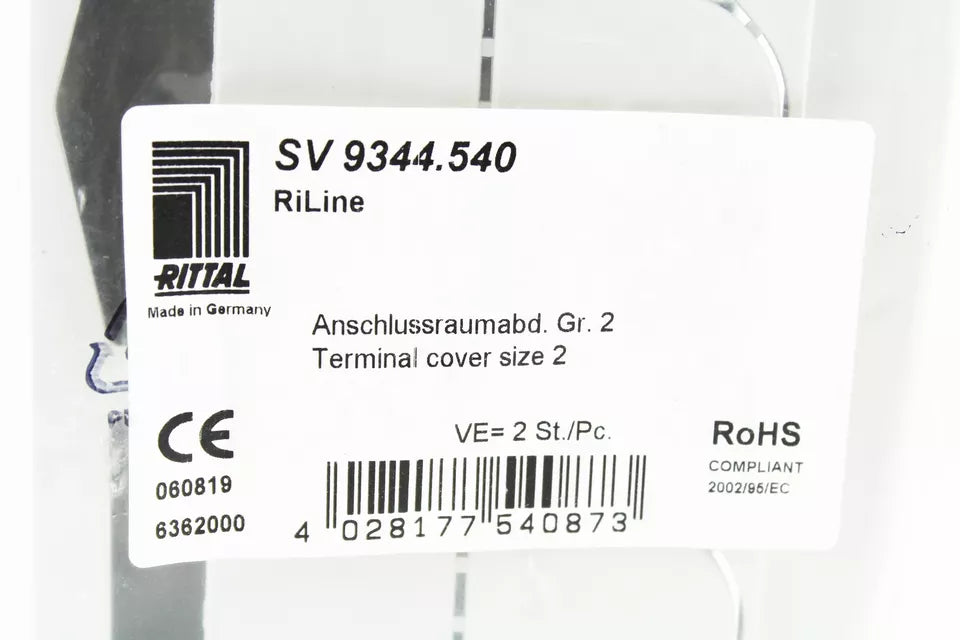 SV 9344.540
RiLine
RITTAL
Made in Germany
Anschlussraumabd. Gr. 2
Terminal cover size 2
CE
060819
6362000
VE= 2 St./Pc.
4 028177 540873
RoHS
COMPLIANT
2002/95/EC